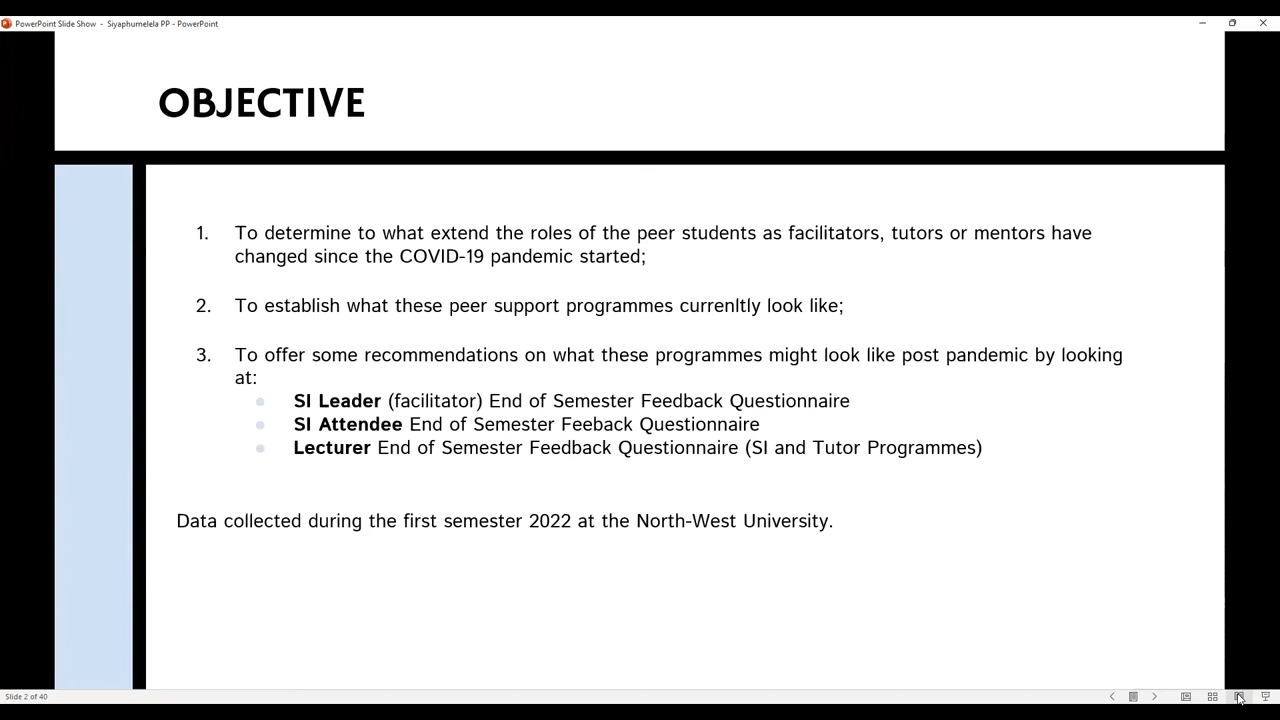 PowerPoint Slide Show - Siyaphumelela PP - PowerPoint
OBJECTIVE
1. To determine to what extend the roles of the peer students as facilitators, tutors or mentors have
changed since the COVID-19 pandemic started;
2. To establish what these peer support programmes currenltly look like;
3. To offer some recommendations on what these programmes might look like post pandemic by looking
at:
SI Leader (facilitator) End of Semester Feedback Questionnaire
SI Attendee End of Semester Feeback Questionnaire
Lecturer End of Semester Feedback Questionnaire (SI and Tutor Programmes)
Data collected during the first semester 2022 at the North-West University.
Slide 2 of 40